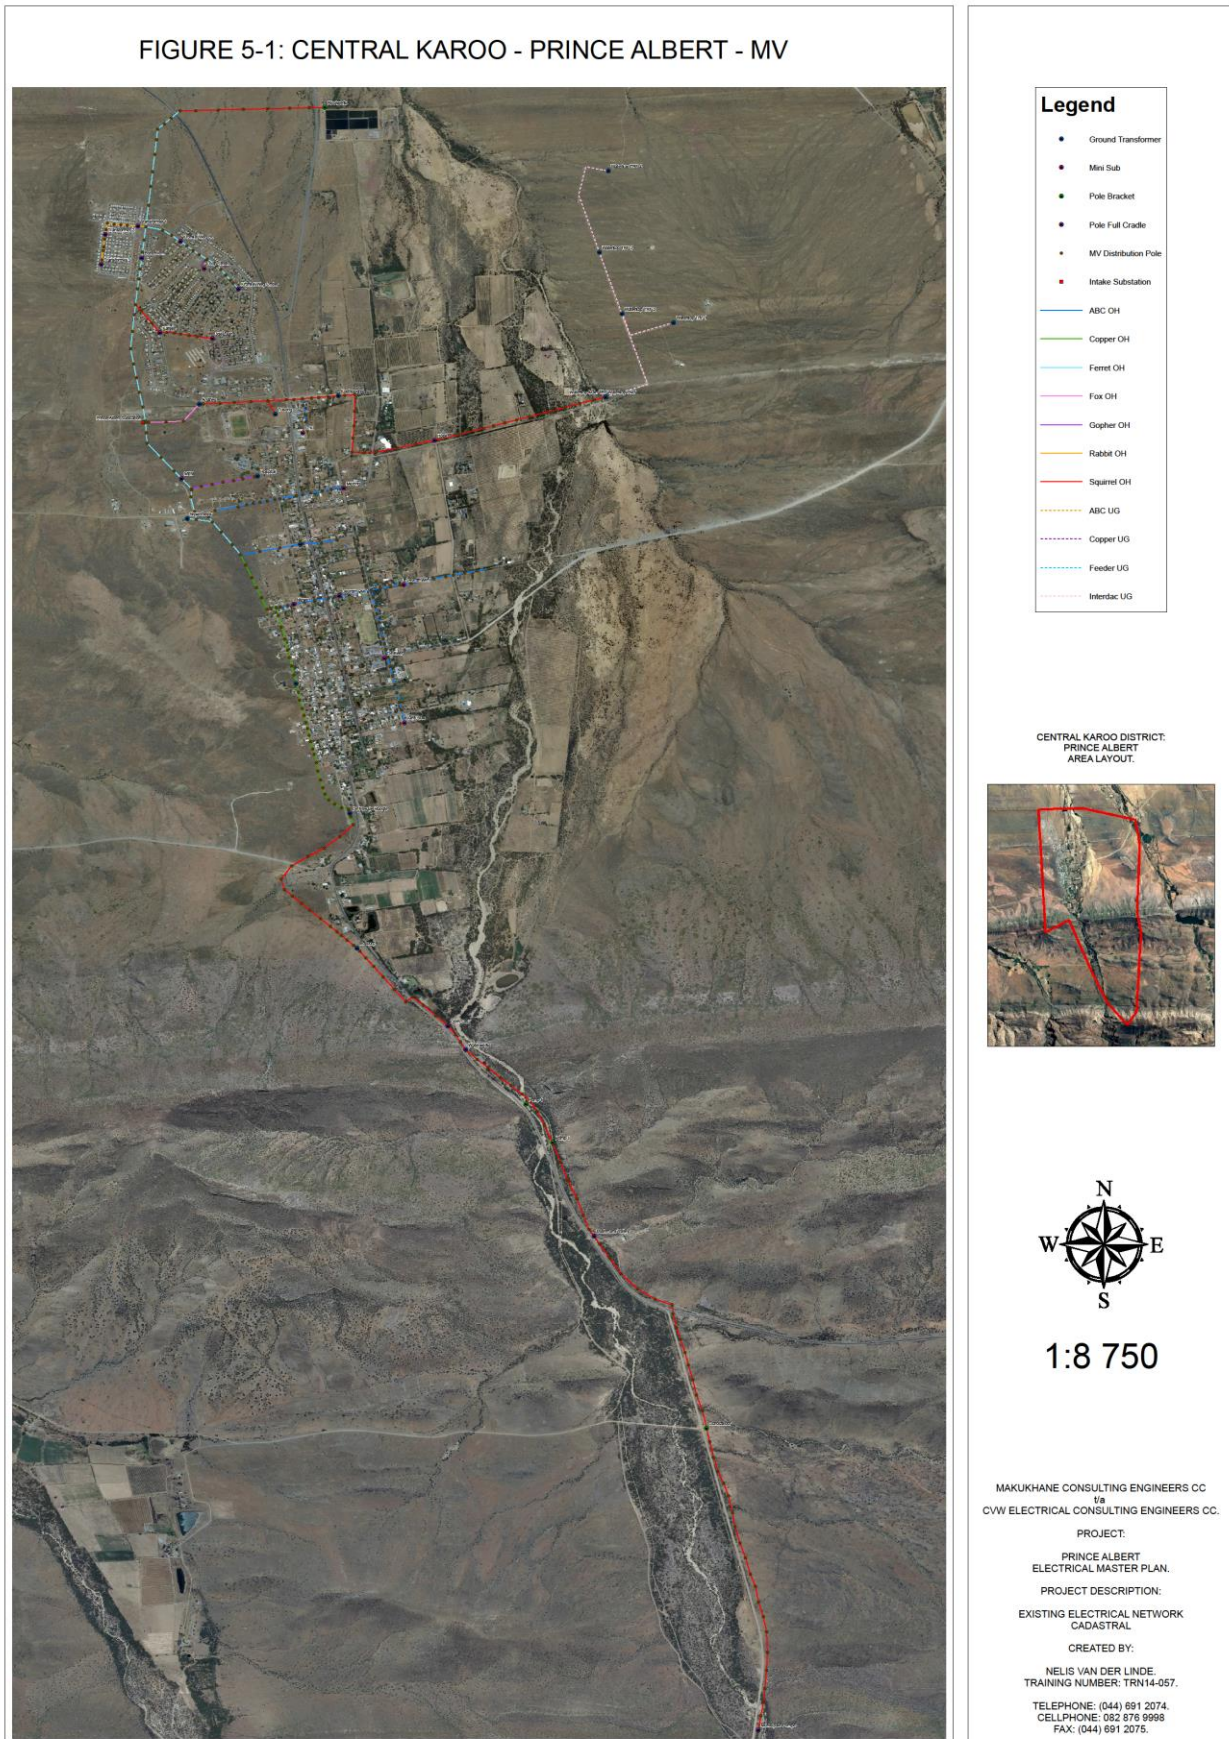 FIGURE 5-1: CENTRAL KAROO - PRINCE ALBERT - MV
Legend
Ground Transformer
Mini Sub
Pole Bracket
Pole Full Cradle
MV Distribution Pole
Intake Substation
ABC OH
Copper OH
Ferret OH
Fox OH
Gopher OH
Rabbit OH
Squirrel OH
ABC UG
Copper UG
Feeder UG
Interdac UG
CENTRAL KAROO DISTRICT:
PRINCE ALBERT
AREA LAYOUT.
N
W E
S
1:8 750
MAKUKHANE CONSULTING ENGINEERS CC
t/a
CVW ELECTRICAL CONSULTING ENGINEERS CC.
PROJECT:
PRINCE ALBERT
ELECTRICAL MASTER PLAN.
PROJECT DESCRIPTION:
EXISTING ELECTRICAL NETWORK
CADASTRAL
CREATED BY:
NELIS VAN DER LINDE.
TRAINING NUMBER: TRN14-057.
TELEPHONE: (044) 691 2074.
CELLPHONE: 082 876 9998
FAX: (044) 691 2075.